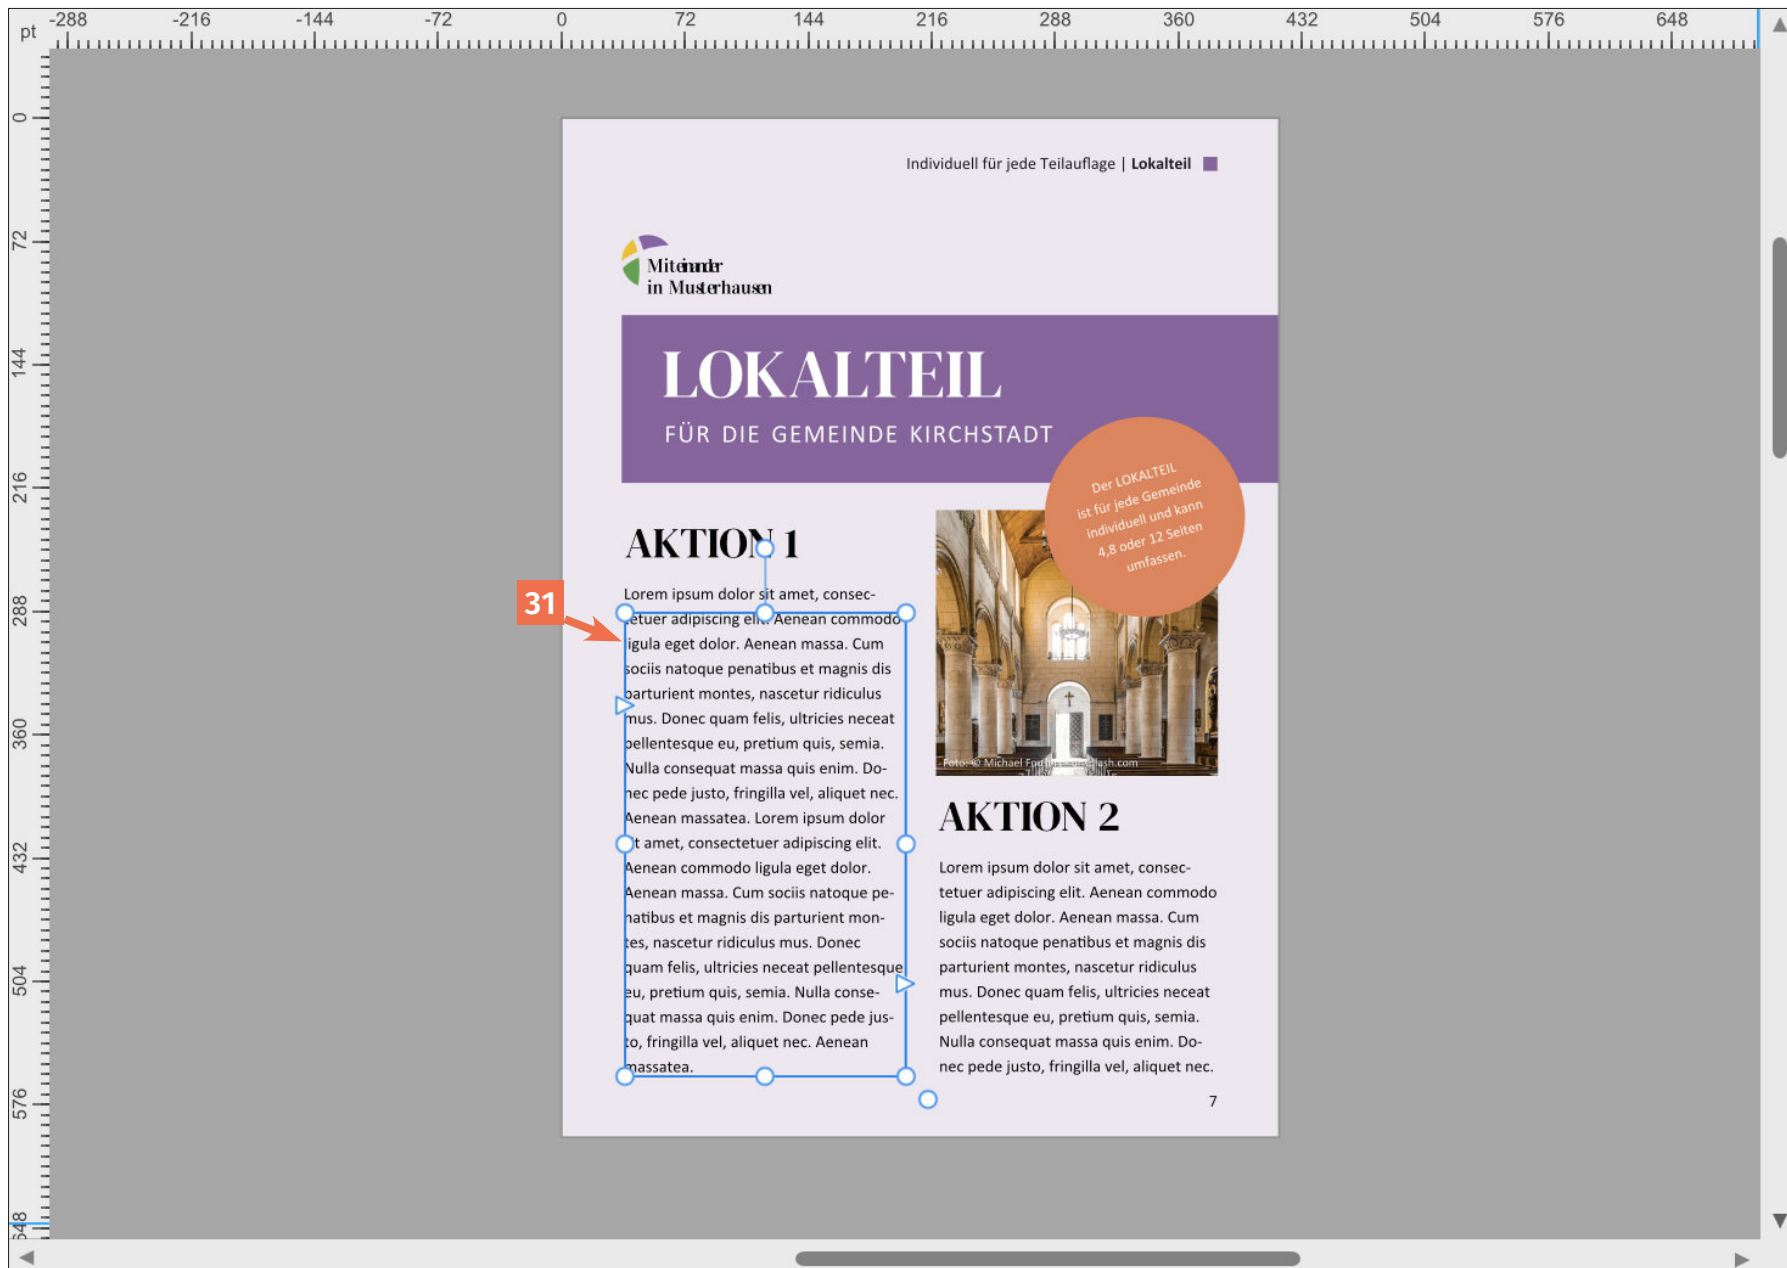 -288 -216 -144 -72 0 72 144 216 288 360 432 504 576 648
pt
0
72
144
216
288
360
432
504
576
648
Individuell für jede Teilauflage | Lokalteil
Miteinander
in Musterhausen
LOKALTEIL
FÜR DIE GEMEINDE KIRCHSTADT
Der LOKALTEIL
ist für jede Gemeinde
individuell und kann
4,8 oder 12 Seiten
umfassen.
31
AKTION 1
Lorem ipsum dolor sit amet, consec-
tetuer adipiscing elit. Aenean commodo
ligula eget dolor. Aenean massa. Cum
sociis natoque penatibus et magnis dis
parturient montes, nascetur ridiculus
mus. Donec quam felis, ultricies neceat
pellentesque eu, pretium quis, semia.
Nulla consequat massa quis enim. Do-
nec pede justo, fringilla vel, aliquet nec.
Aenean massatea. Lorem ipsum dolor
sit amet, consectetuer adipiscing elit.
Aenean commodo ligula eget dolor.
Aenean massa. Cum sociis natoque pe-
natibus et magnis dis parturient mon-
tes, nascetur ridiculus mus. Donec
quam felis, ultricies neceat pellentesque
eu, pretium quis, semia. Nulla conse-
quat massa quis enim. Donec pede jus-
to, fringilla vel, aliquet nec. Aenean
massatea.
Foto: © Michael
AKTION 2
Lorem ipsum dolor sit amet, consec-
tetuer adipiscing elit. Aenean commodo
ligula eget dolor. Aenean massa. Cum
sociis natoque penatibus et magnis dis
parturient montes, nascetur ridiculus
mus. Donec quam felis, ultricies neceat
pellentesque eu, pretium quis, semia.
Nulla consequat massa quis enim. Do-
nec pede justo, fringilla vel, aliquet nec.
7